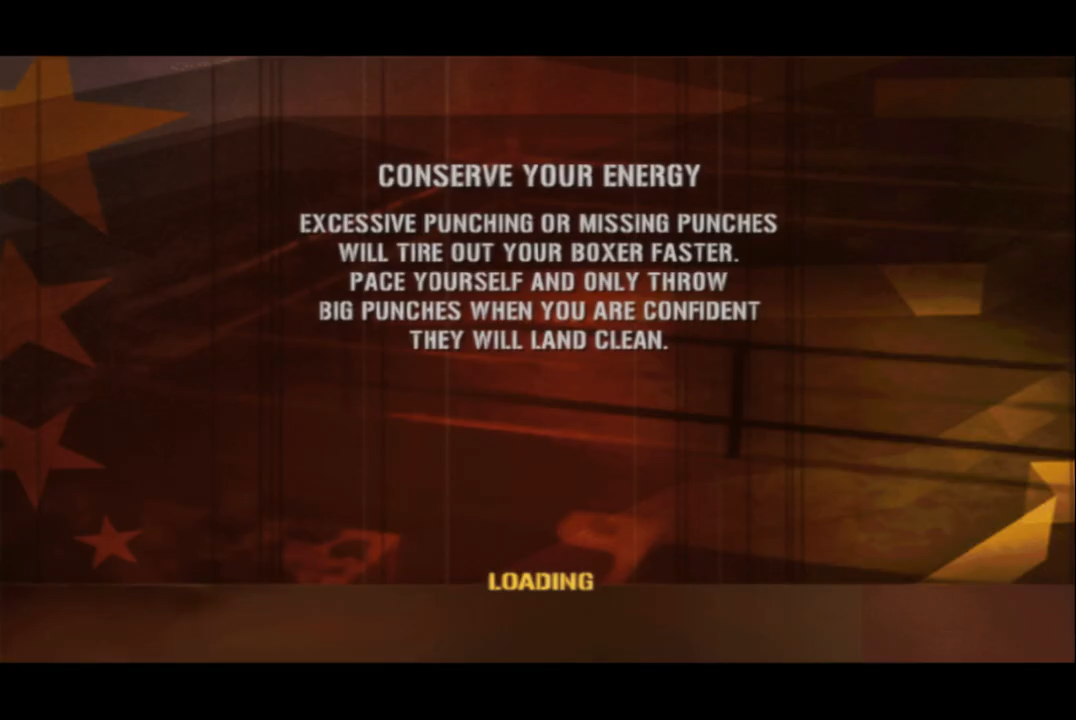 CONSERVE YOUR ENERGY
EXCESSIVE PUNCHING OR MISSING PUNCHES
WILL TIRE OUT YOUR BOXER FASTER.
PACE YOURSELF AND ONLY THROW
BIG PUNCHES WHEN YOU ARE CONFIDENT
THEY WILL LAND CLEAN.
LOADING